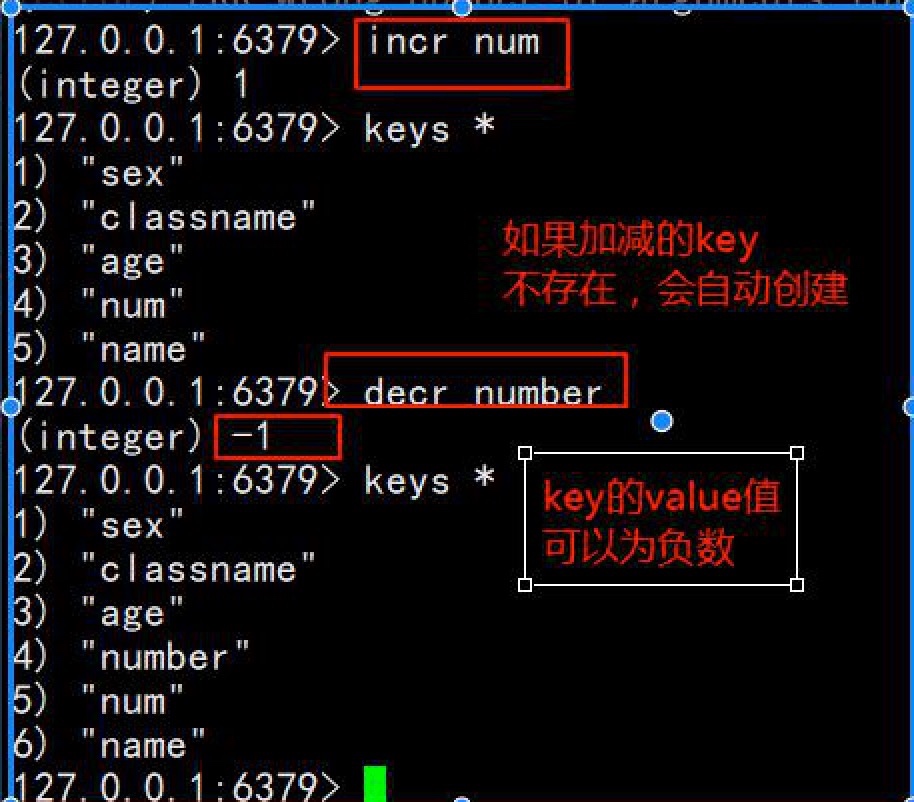 127.0.0.1:6379> incr num
(integer) 1
127.0.0.1:6379> keys *
1) "sex"
2) "classname"
3) "age"
4) "num"
5) "name"
如果加减的key
不存在，会自动创建
127.0.0.1:6379> decr number
(integer) -1
127.0.0.1:6379> keys *
1) "sex"
2) "classname"
3) "age"
4) "number"
5) "num"
6) "name"
key的value值
可以为负数
127.0.0.1:6379>